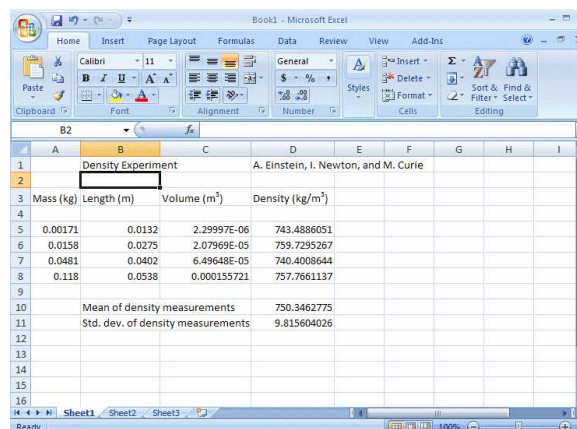 Book1 - Microsoft Excel
Home Insert Page Layout Formulas Data Review View Add-Ins
Calibri 11 General Insert
B I U A A $ % , Delete
Paste Styles Format Sort & Filter Find & Select
Clipboard Font Alignment Number Cells Editing
B2 fx
A B C D E F G H I
1 Density Experiment A. Einstein, I. Newton, and M. Curie
2
3 Mass (kg) Length (m) Volume (m³) Density (kg/m³)
4
5 0.00171 0.0132 2.29997E-06 743.4886051
6 0.0158 0.0275 2.07969E-05 759.7295267
7 0.0481 0.0402 6.49648E-05 740.4008644
8 0.118 0.0538 0.000155721 757.7661137
9
10 Mean of density measurements 750.3462775
11 Std. dev. of density measurements 9.815604026
12
13
14
15
16
Sheet1 Sheet2 Sheet3
Ready 100%